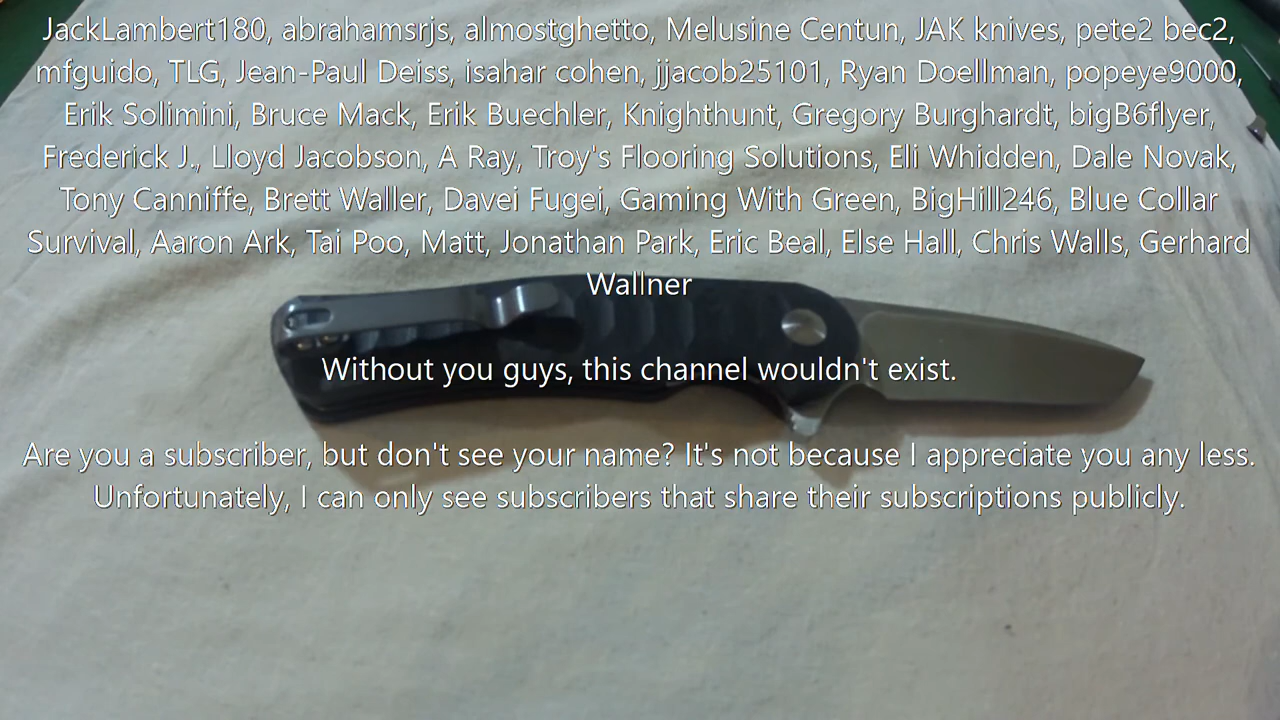 JackLambert180, abrahamsrjs, almostghetto, Melusine Centun, JAK knives, pete2 bec2,
mfguido, TLG, Jean-Paul Deiss, isahar cohen, jjacob25101, Ryan Doellman, popeye9000,
Erik Solimini, Bruce Mack, Erik Buechler, Knighthunt, Gregory Burghardt, bigB6flyer,
Frederick J., Lloyd Jacobson, A Ray, Troy's Flooring Solutions, Eli Whidden, Dale Novak,
Tony Canniffe, Brett Waller, Davei Fugei, Gaming With Green, BigHill246, Blue Collar
Survival, Aaron Ark, Tai Poo, Matt, Jonathan Park, Eric Beal, Else Hall, Chris Walls, Gerhard
Wallner
Without you guys, this channel wouldn't exist.
Are you a subscriber, but don't see your name? It's not because I appreciate you any less.
Unfortunately, I can only see subscribers that share their subscriptions publicly.